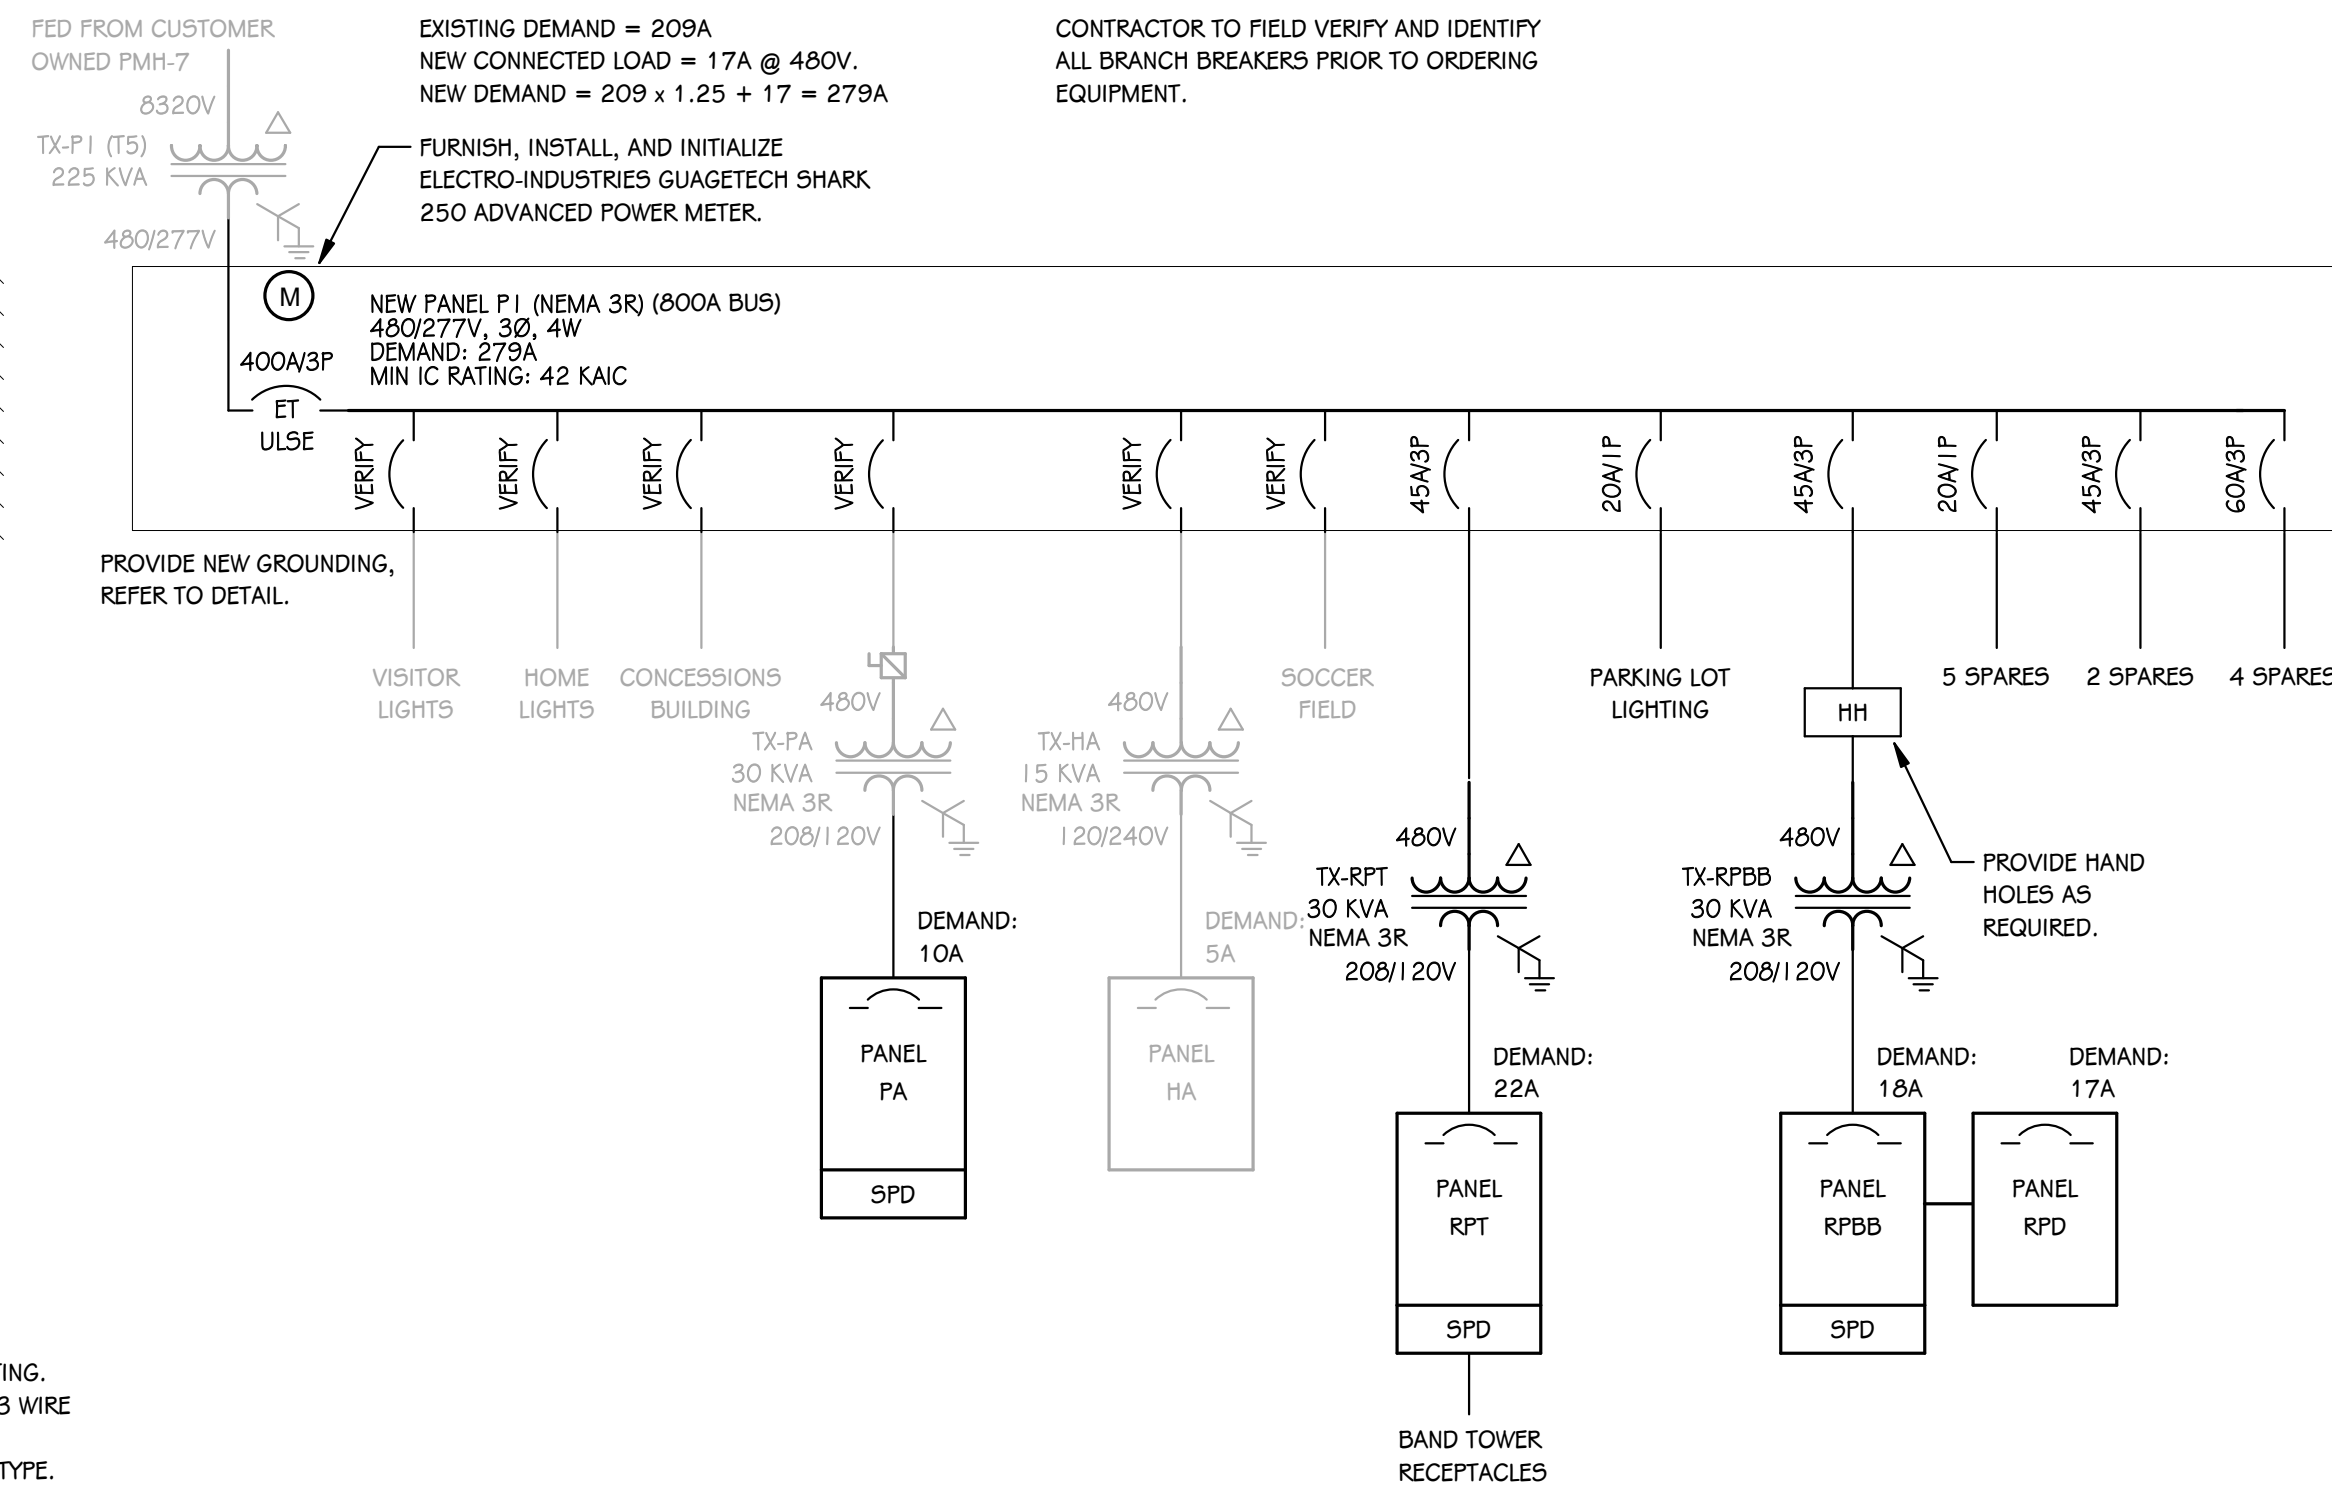 FED FROM CUSTOMER
OWNED PMH-7
8320V
TX-P1 (T5)
225 KVA
480/277V
EXISTING DEMAND = 209A
NEW CONNECTED LOAD = 17A @ 480V.
NEW DEMAND = 209 x 1.25 + 17 = 279A
FURNISH, INSTALL, AND INITIALIZE
ELECTRO-INDUSTRIES GUAGETECH SHARK
250 ADVANCED POWER METER.
CONTRACTOR TO FIELD VERIFY AND IDENTIFY
ALL BRANCH BREAKERS PRIOR TO ORDERING
EQUIPMENT.
M
NEW PANEL P1 (NEMA 3R) (800A BUS)
480/277V, 3Ø, 4W
DEMAND: 279A
MIN IC RATING: 42 KAIC
400A/3P
ET
ULSE
VERIFY
VERIFY
VERIFY
VERIFY
VERIFY
VERIFY
45A/3P
20A/1P
45A/3P
20A/1P
45A/3P
60A/3P
PROVIDE NEW GROUNDING,
REFER TO DETAIL.
VISITOR
LIGHTS
HOME
LIGHTS
CONCESSIONS
BUILDING
480V
TX-PA
30 KVA
NEMA 3R
208/120V
480V
TX-HA
15 KVA
NEMA 3R
120/240V
SOCCER
FIELD
PARKING LOT
LIGHTING
HH
5 SPARES
2 SPARES
4 SPARES
480V
TX-RPT
30 KVA
NEMA 3R
208/120V
480V
TX-RPBB
30 KVA
NEMA 3R
208/120V
PROVIDE HAND
HOLES AS
REQUIRED.
DEMAND:
10A
PANEL
PA
SPD
DEMAND:
5A
PANEL
HA
DEMAND:
22A
PANEL
RPT
SPD
DEMAND:
18A
PANEL
RPBB
SPD
DEMAND:
17A
PANEL
RPD
BAND TOWER
RECEPTACLES
TING.
3 WIRE
TYPE.